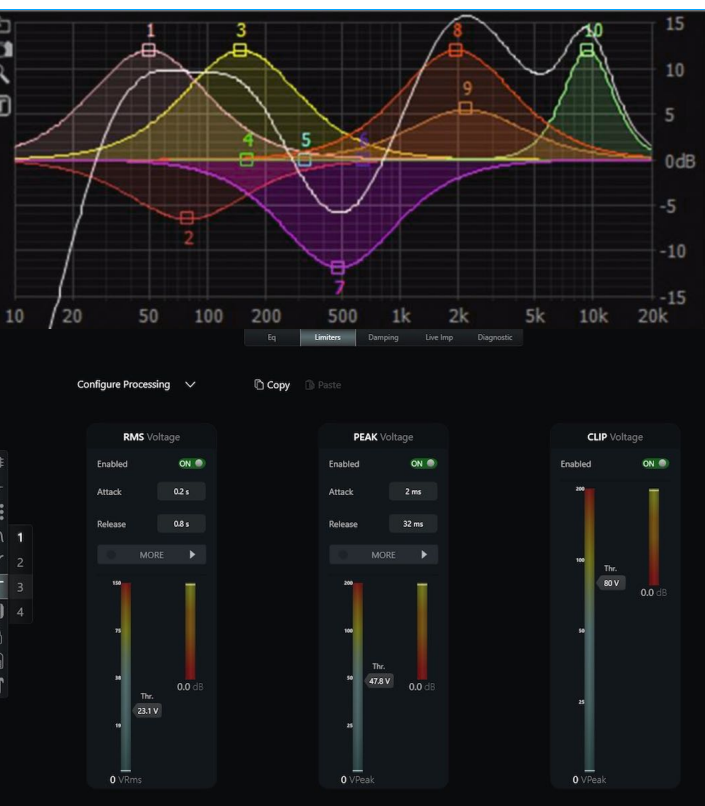 1 3 8 10
15
10
9
5
4 5 6
0dB
-5
2
-10
7
-15
10 20 50 100 200 500 1k 2k 5k 10k 20k
Eq Limiters Damping Live Imp Diagnostic
Configure Processing Copy Paste
RMS Voltage
Enabled ON
Attack 0.2 s
Release 0.8 s
MORE
150
75
38
19
Thr.
23.1 V
0.0 dB
0 VRms
PEAK Voltage
Enabled ON
Attack 2 ms
Release 32 ms
MORE
200
100
50
25
Thr.
47.8 V
0.0 dB
0 VPeak
CLIP Voltage
Enabled ON
200
100
50
25
Thr.
80 V
0.0 dB
0 VPeak
1
2
3
4